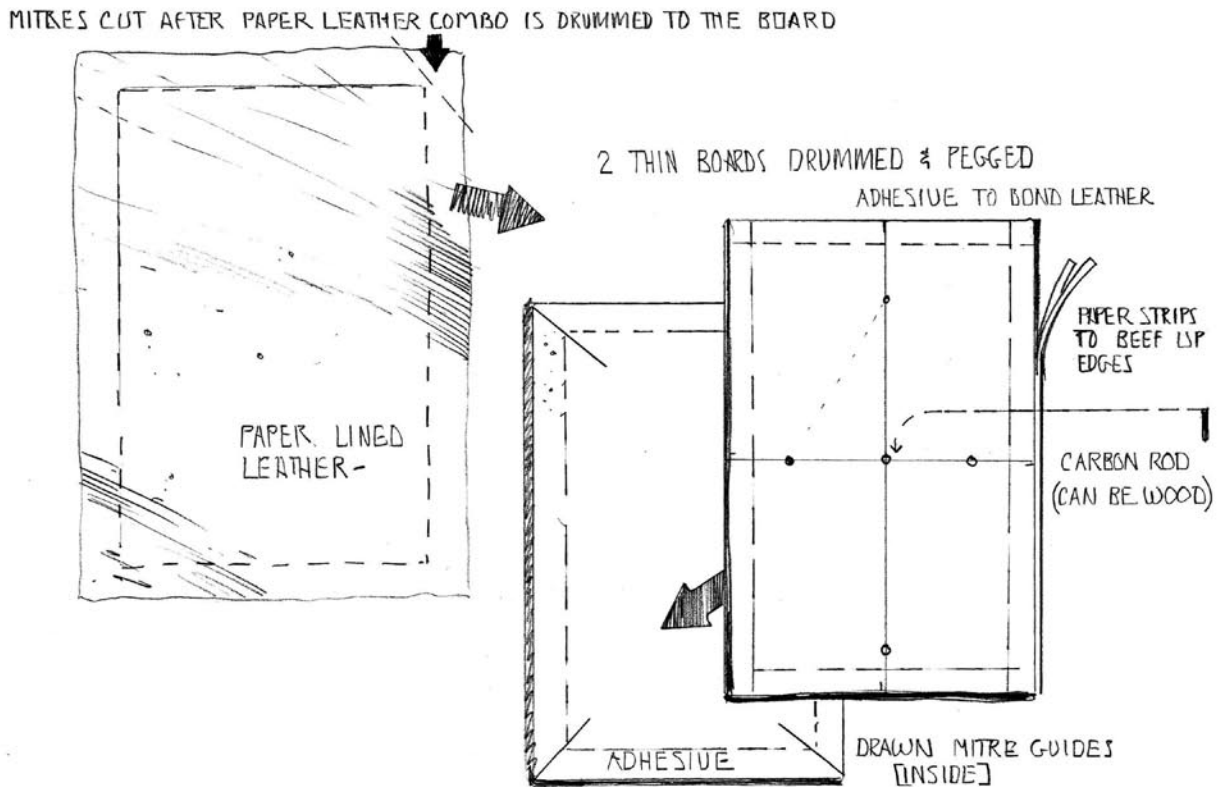 MITRES CUT AFTER PAPER LEATHER COMBO IS DRUMMED TO THE BOARD
2 THIN BOARDS DRUMMED & PEGGED
ADHESIVE TO BOND LEATHER
PAPER STRIPS
TO BEEF UP
EDGES
PAPER LINED
LEATHER-
CARBON ROD
(CAN BE WOOD)
ADHESIVE
DRAWN MITRE GUIDES
[INSIDE]